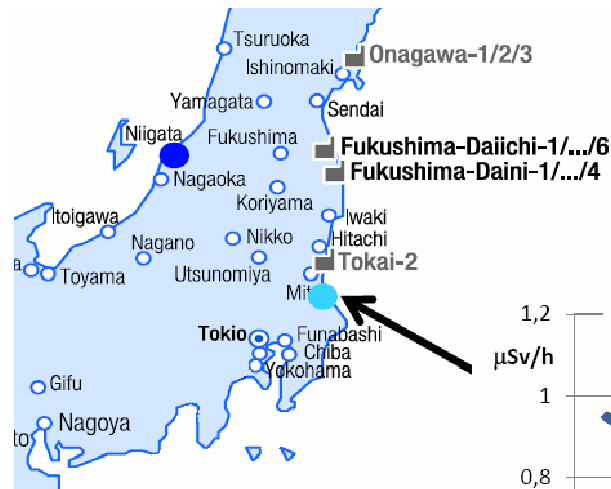 Tsuruoka
Onagawa-1/2/3
Ishinomaki
Yamagata
Sendai
Niigata
Fukushima
Fukushima-Daiichi-1/.../6
Fukushima-Daini-1/.../4
Nagaoka
Koriyama
Itoigawa
Iwaki
Nikko
Hitachi
Nagano
Tokai-2
Toyama
Utsunomiya
Mit
1,2
Tokio
Funabashi
µSv/h
Chiba
Yokohama
Gifu
1
Nagoya
to
0,8